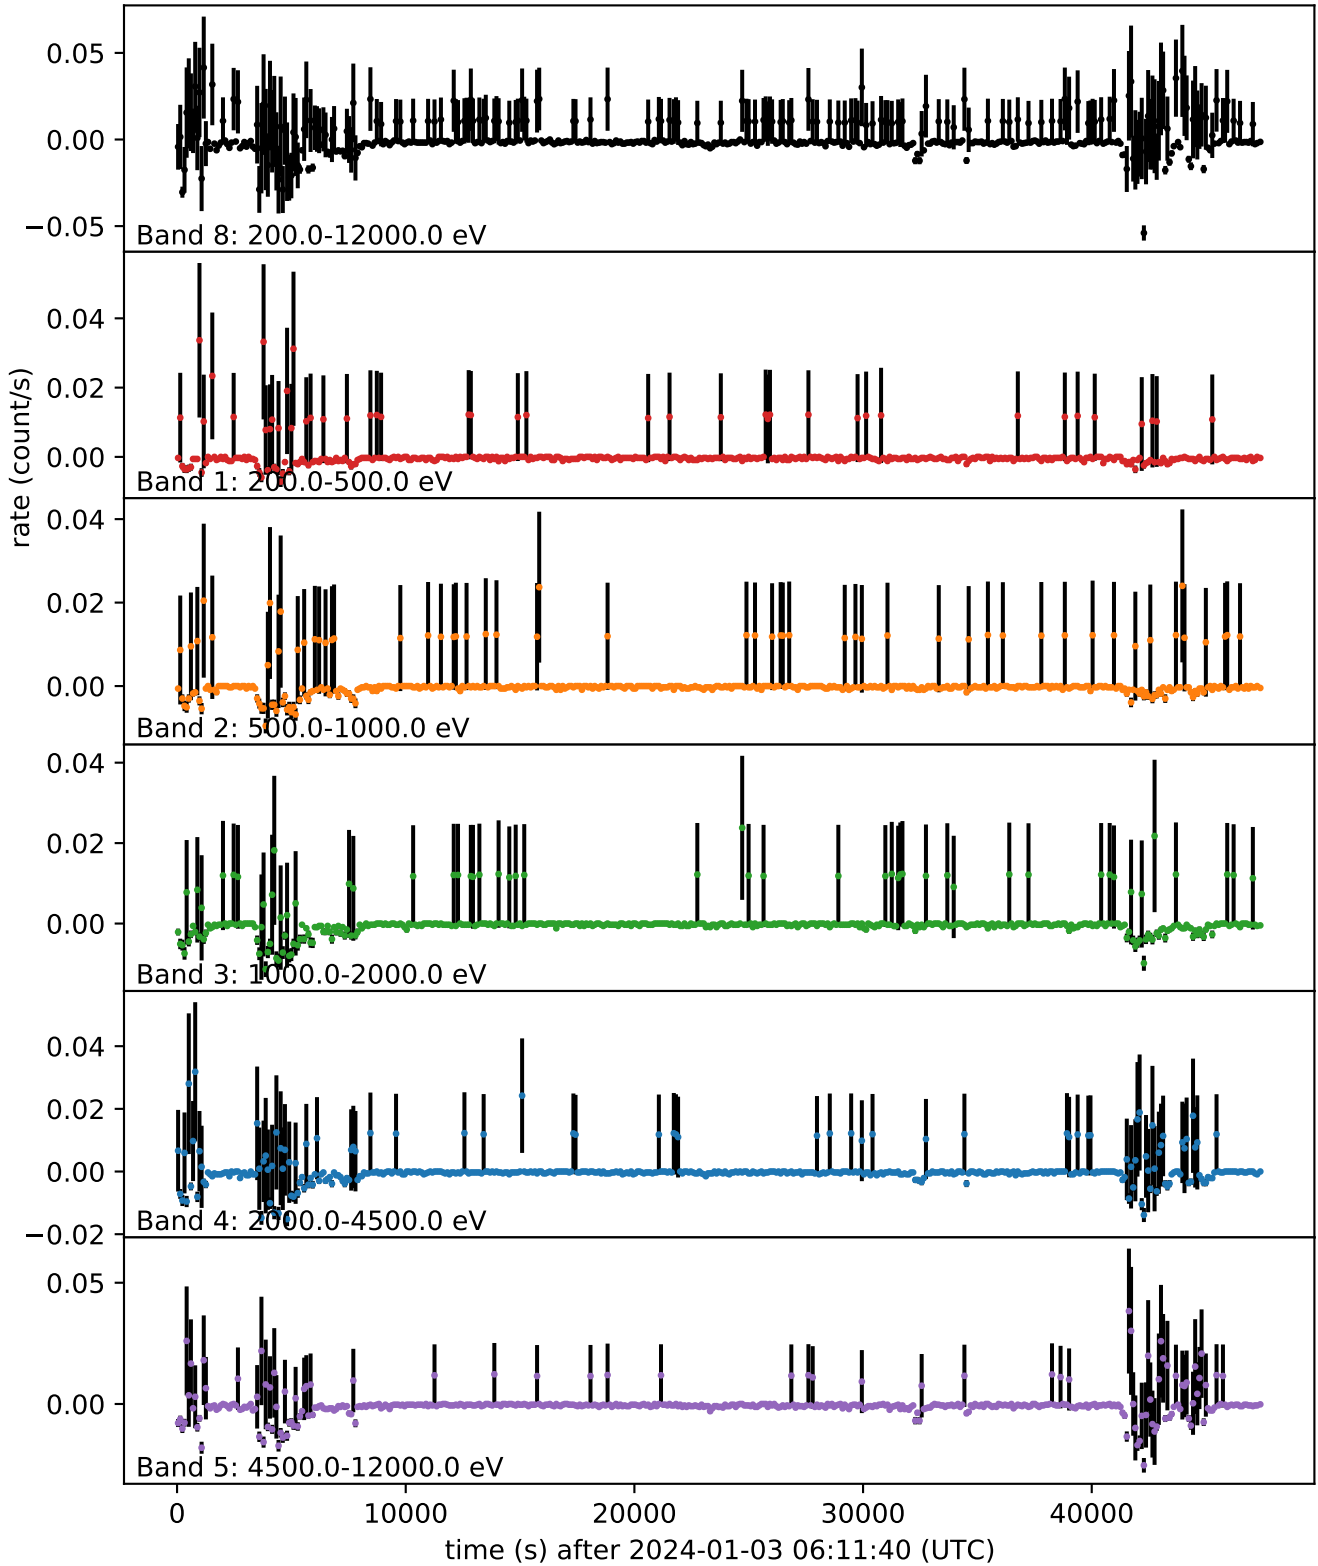 0.05
0.00
−0.05
Band 8: 200.0-12000.0 eV
0.04
0.02
0.00
Band 1: 200.0-500.0 eV
rate (count/s)
0.04
0.02
0.00
Band 2: 500.0-1000.0 eV
0.04
0.02
0.00
Band 3: 1000.0-2000.0 eV
0.04
0.02
0.00
−0.02
Band 4: 2000.0-4500.0 eV
0.05
0.00
Band 5: 4500.0-12000.0 eV
0 10000 20000 30000 40000
time (s) after 2024-01-03 06:11:40 (UTC)